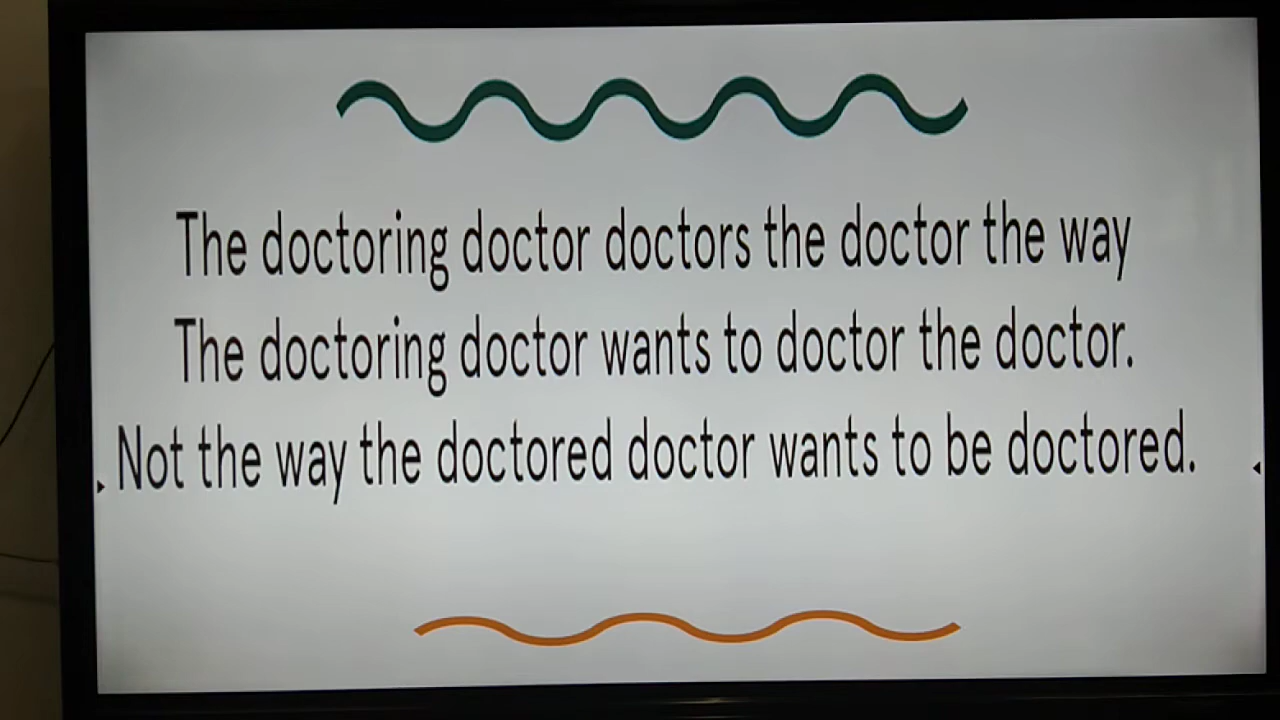 The doctoring doctor doctors the doctor the way
The doctoring doctor wants to doctor the doctor.
Not the way the doctored doctor wants to be doctored.